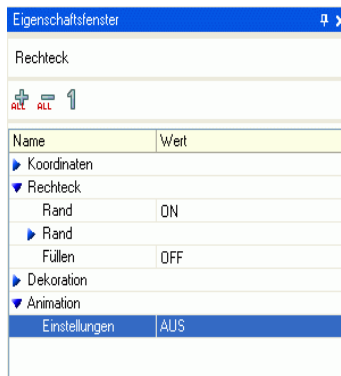 Eigenschaftsfenster
Rechteck
ALL ALL 1
Name Wert
Koordinaten
Rechteck
Rand ON
Rand
Füllen OFF
Dekoration
Animation
Einstellungen AUS